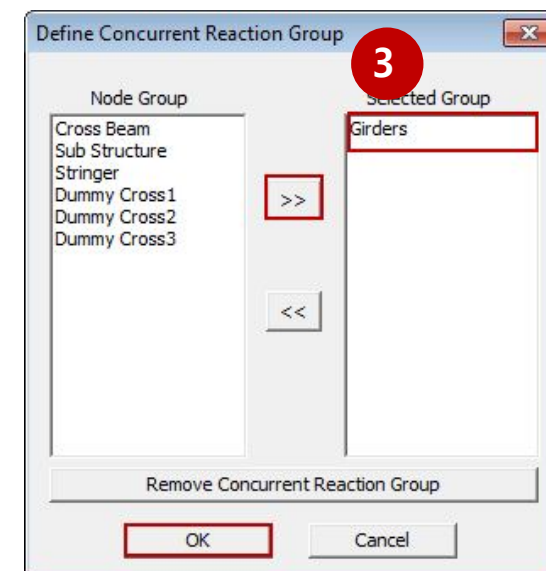 Define Concurrent Reaction Group
3
Node Group
Selected Group
Cross Beam
Sub Structure
Stringer
Dummy Cross1
Dummy Cross2
Dummy Cross3
Girders
>>
<<
Remove Concurrent Reaction Group
OK
Cancel